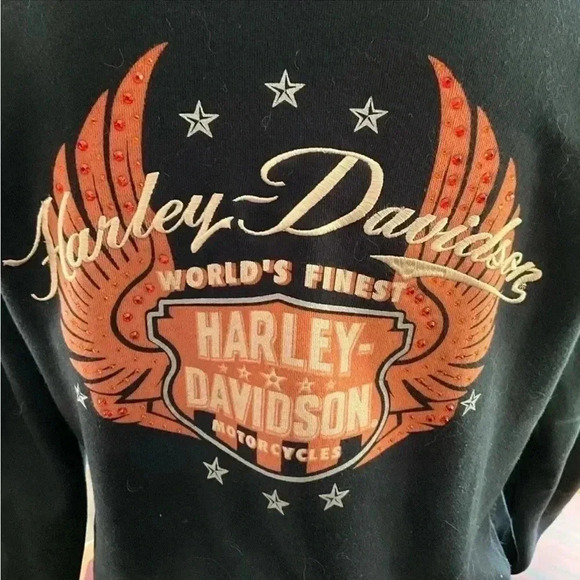 Harley-Davidson
WORLD'S FINEST
HARLEY-
DAVIDSON
MOTORCYCLES